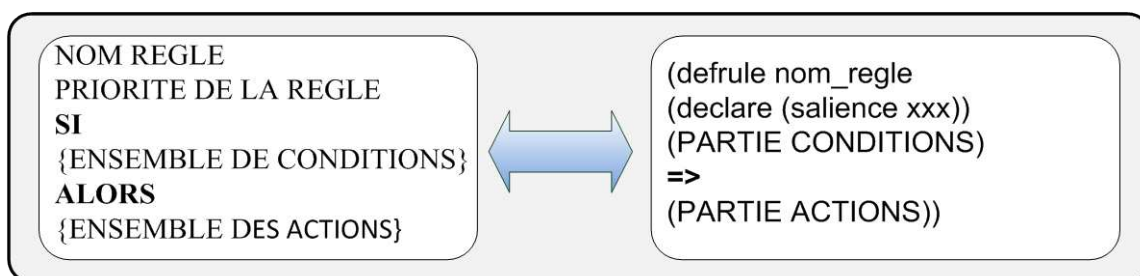 NOM REGLE
PRIORITE DE LA REGLE
SI
{ENSEMBLE DE CONDITIONS}
ALORS
{ENSEMBLE DES ACTIONS}
(defrule nom_regle
(declare (salience xxx))
(PARTIE CONDITIONS)
=>
(PARTIE ACTIONS))